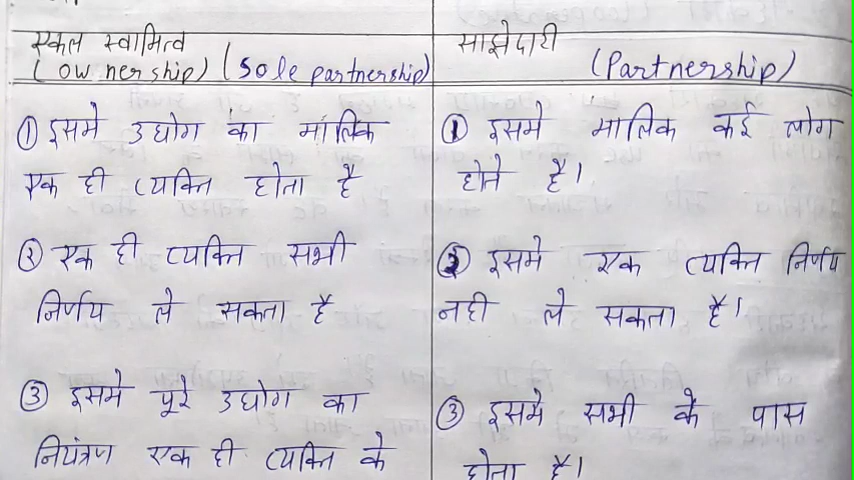 एकल स्वामित्व
(Ownership) (Sole partnership)
① इसमे उद्योग का मालिक
एक ही व्यक्ति होता है
② एक ही व्यक्ति सभी
निर्णय ले सकता है
③ इसमे पूरे उद्योग का
नियंत्रण एक ही व्यक्ति के
साझेदारी
(Partnership)
① इसमे मालिक कई लोग
होते है।
② इसमे एक व्यक्ति निर्णय
नही ले सकता है।
③ इसमे सभी के पास
होता है।